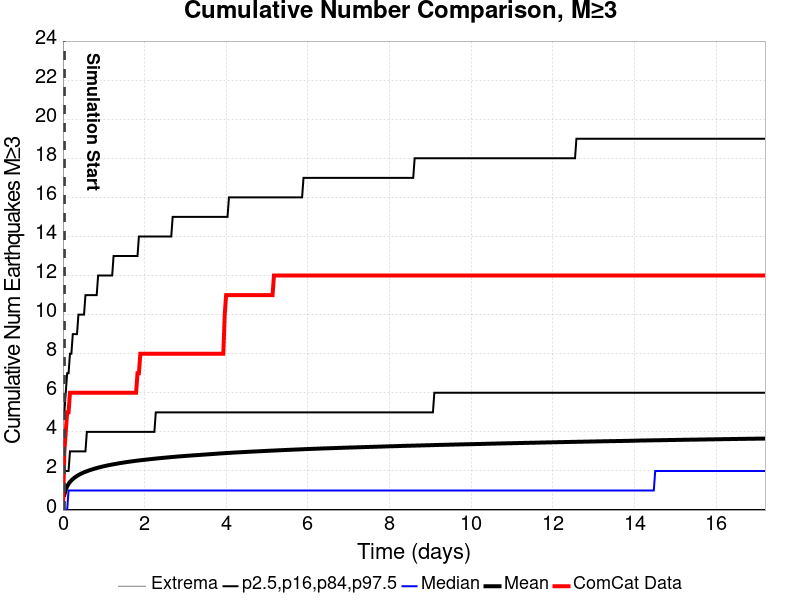 Cumulative Number Comparison, M≥3
Cumulative Num Earthquakes M≥3
24
22
20
18
16
14
12
10
8
6
4
2
0
Simulation Start
0 2 4 6 8 10 12 14 16
Time (days)
Extrema p2.5,p16,p84,p97.5 Median Mean ComCat Data